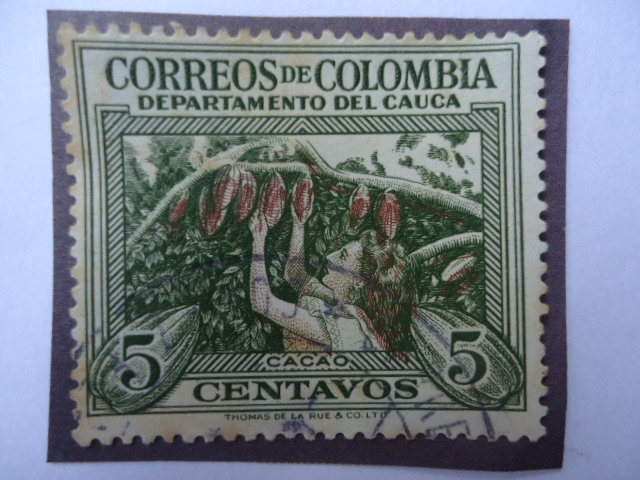 CORREOS DE COLOMBIA
DEPARTAMENTO DEL CAUCA
CACAO
5 CENTAVOS 5
THOMAS DE LA RUE & CO. LTD.